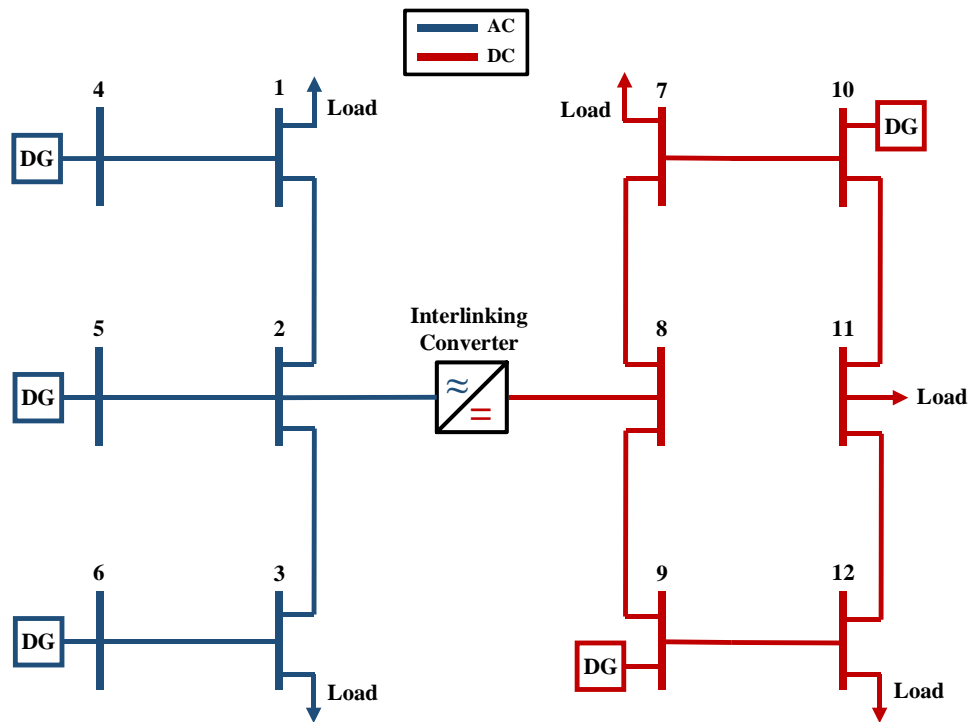 AC
DC
4
1
7
10
Load
Load
DG
DG
Interlinking
Converter
5
2
8
11
DG
Load
≈
=
6
3
9
12
DG
DG
Load
Load